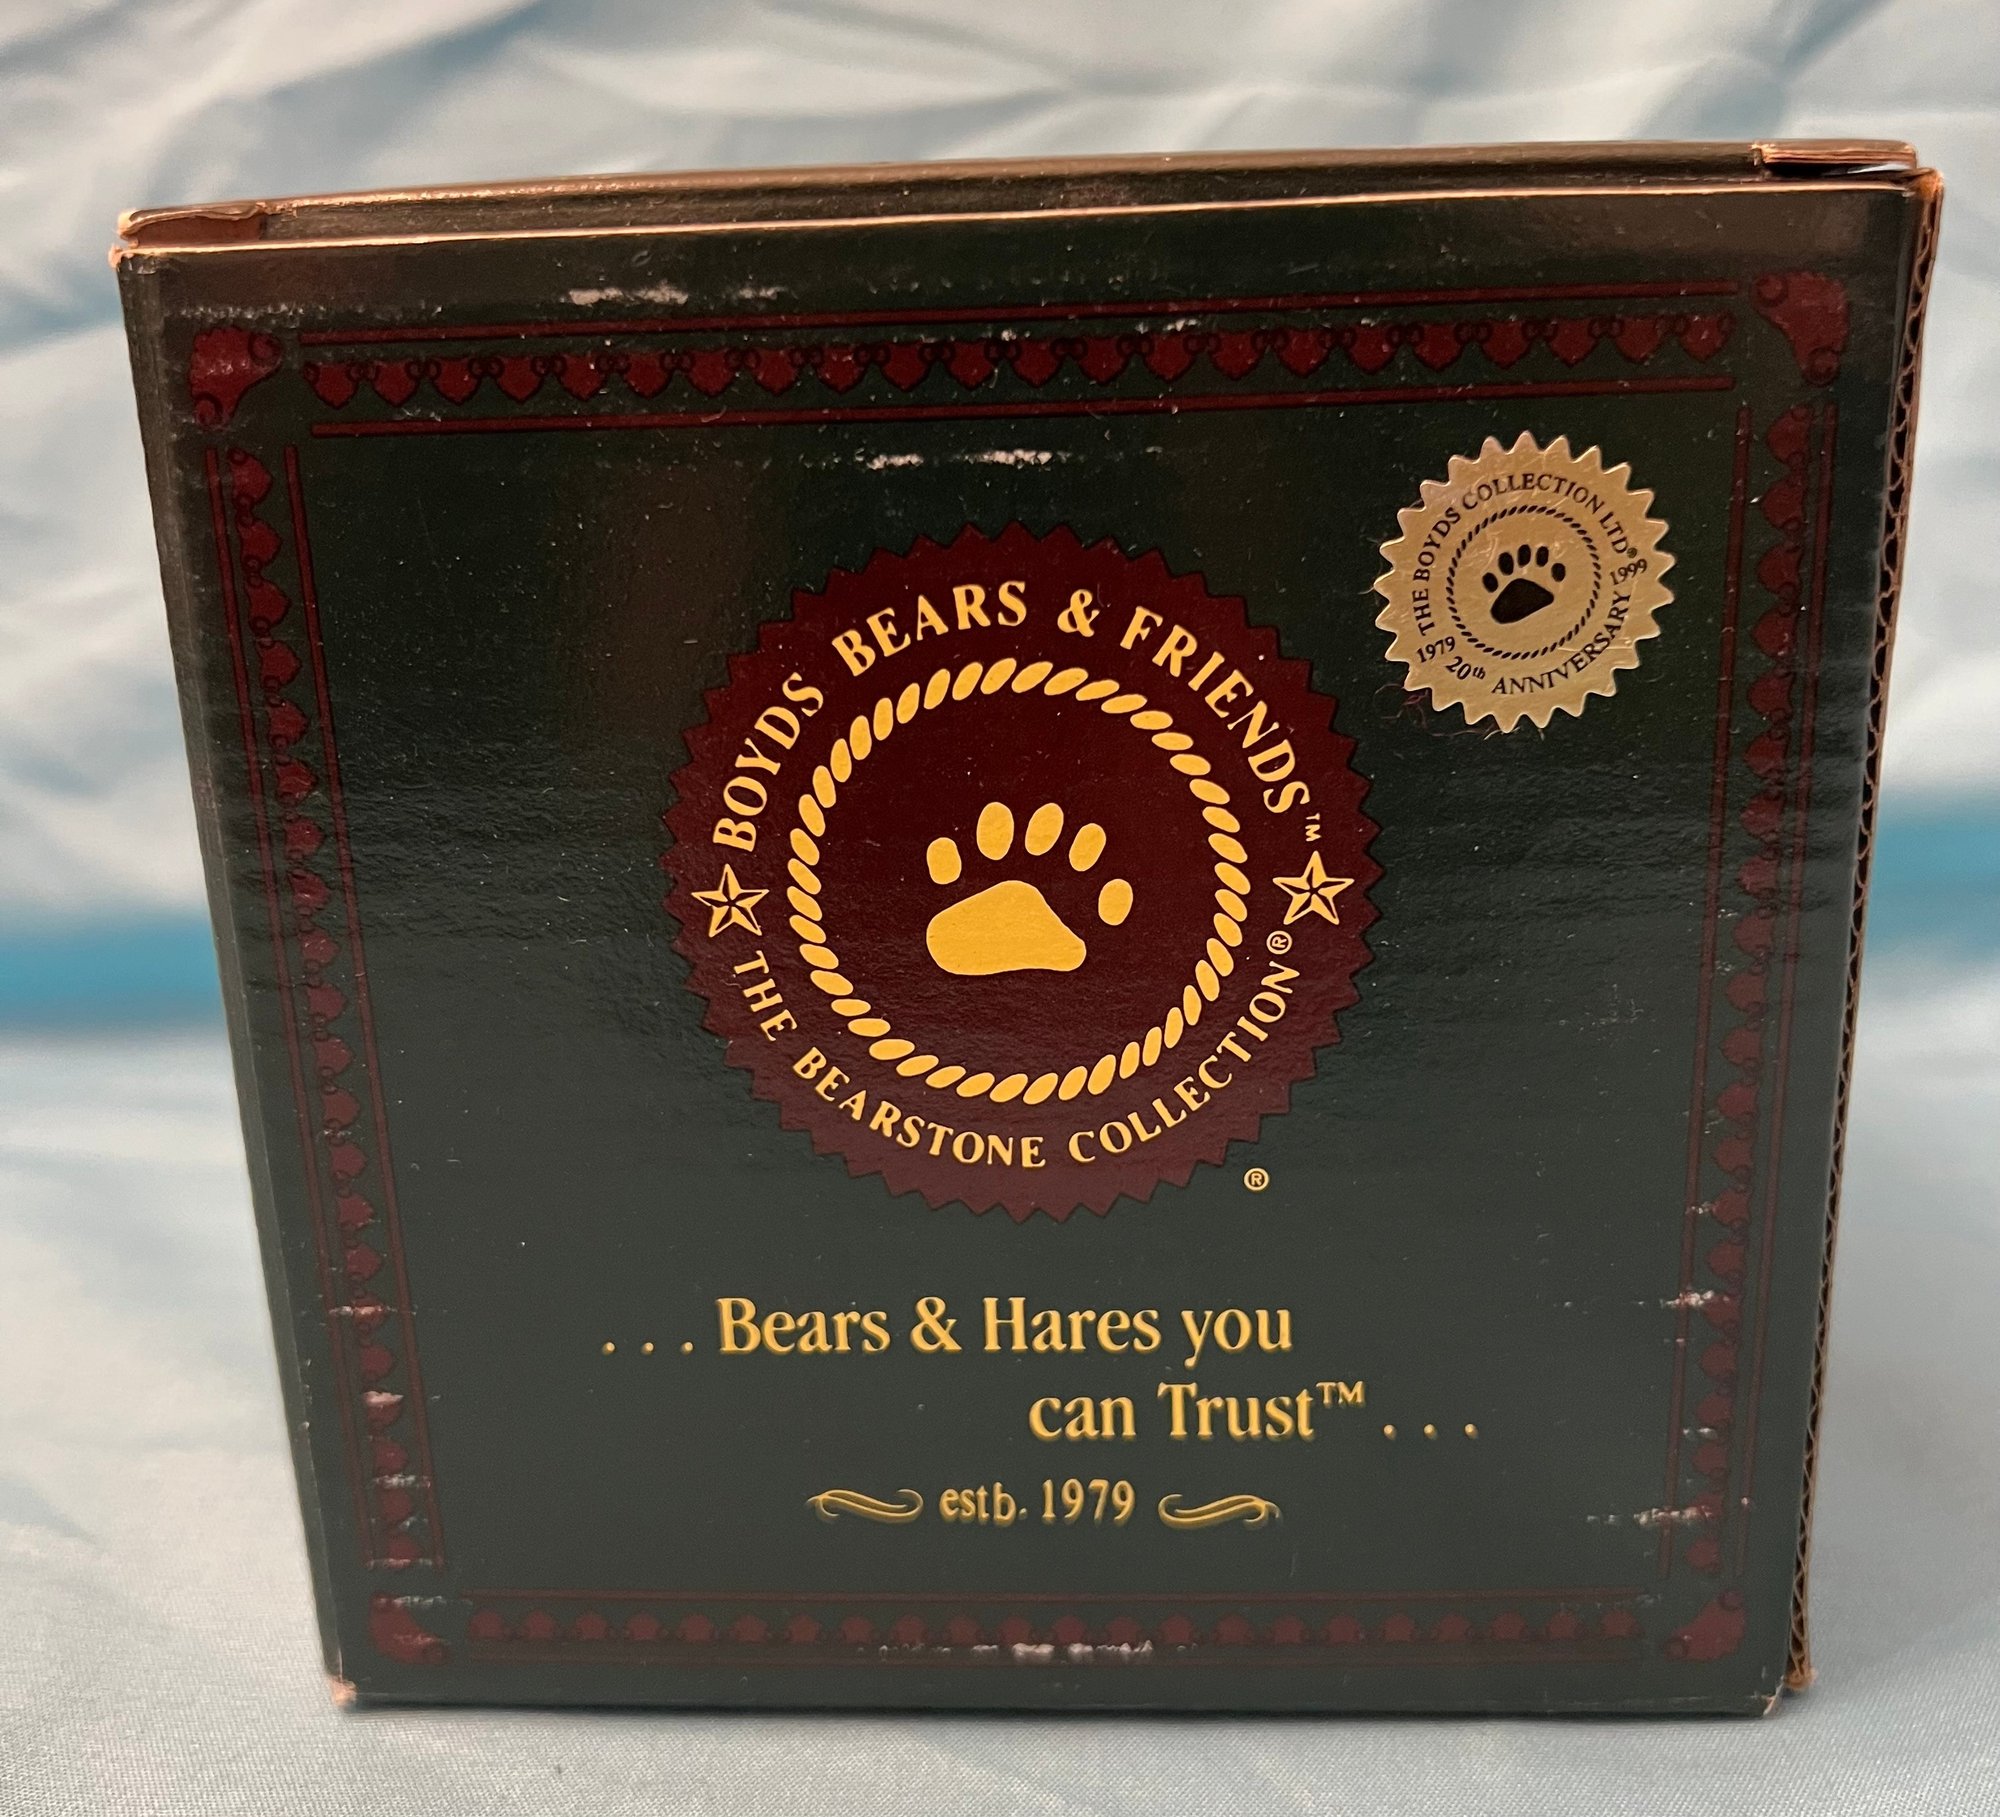 THE BOYDS COLLECTION LTD®
1979 20th ANNIVERSARY 1999
BOYDS BEARS & FRIENDS™
THE BEARSTONE COLLECTION®
®
. . . Bears & Hares you
can Trust™ . . .
estb. 1979